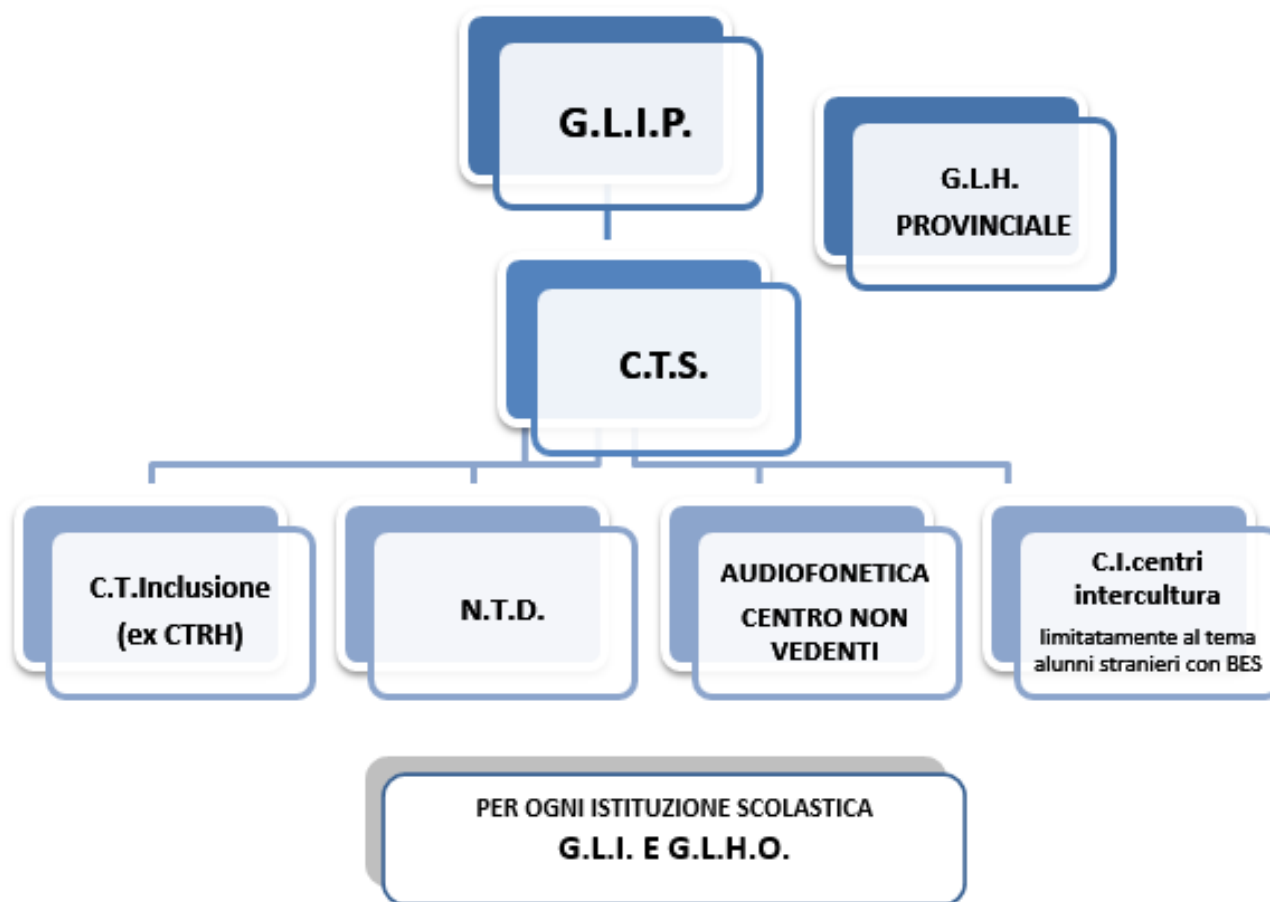 G.L.I.P.
G.L.H.
PROVINCIALE
C.T.S.
C.T.Inclusione
(ex CTRH)
N.T.D.
AUDIOFONETICA
CENTRO NON
VEDENTI
C.I.centri
intercultura
limitatamente al tema
alunni stranieri con BES
PER OGNI ISTITUZIONE SCOLASTICA
G.L.I. E G.L.H.O.